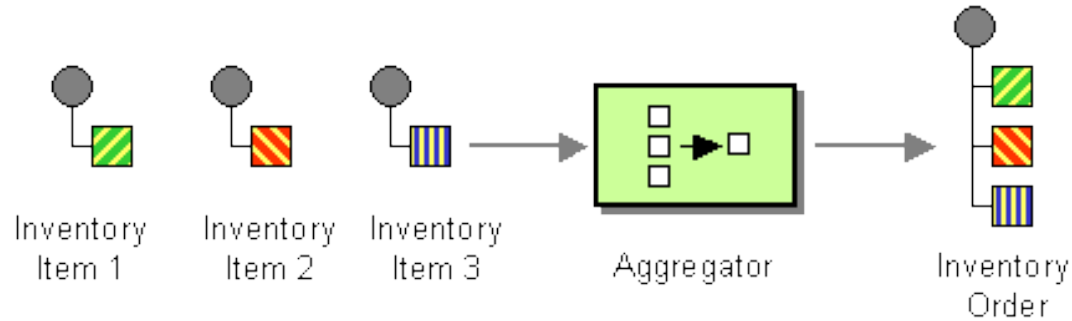 Inventory
Item 1
Inventory
Item 2
Inventory
Item 3
Aggregator
Inventory
Order